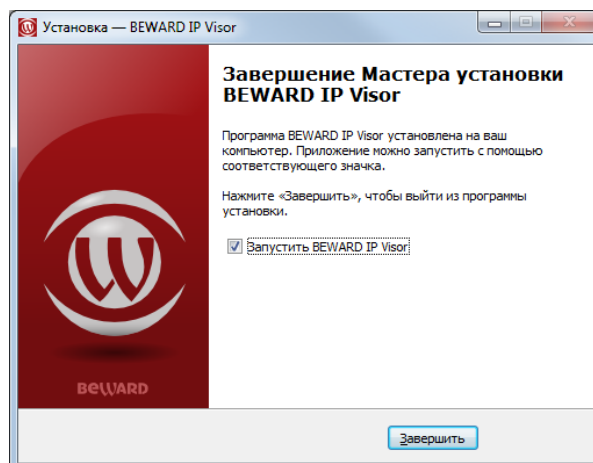 Установка — BEWARD IP Visor
Завершение Мастера установки
BEWARD IP Visor
Программа BEWARD IP Visor установлена на ваш
компьютер. Приложение можно запустить с помощью
соответствующего значка.
Нажмите «Завершить», чтобы выйти из программы
установки.
Запустить BEWARD IP Visor
BEWARD
Завершить